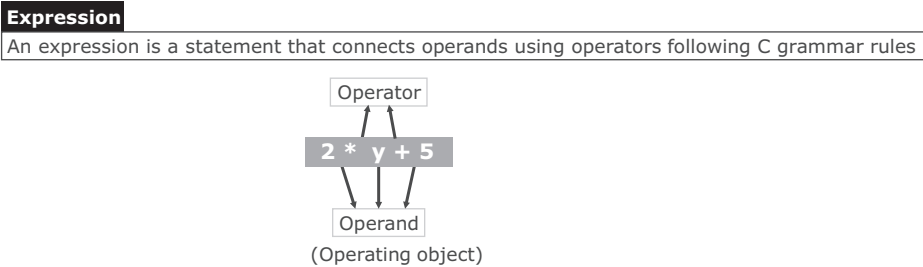 Expression
An expression is a statement that connects operands using operators following C grammar rules
Operator
2 * y + 5
Operand
(Operating object)